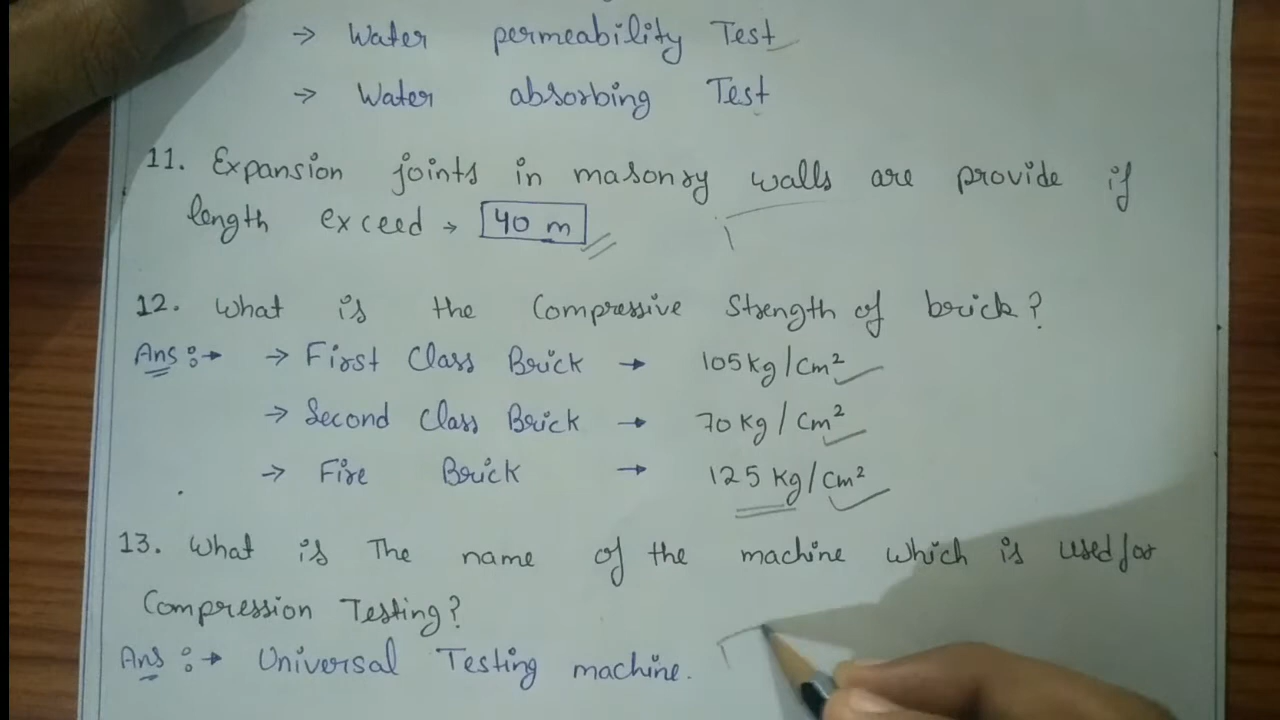 → Water permeability Test
→ Water absorbing Test
11. Expansion joints in masonry walls are provide if
length exceed → 40 m
12. What is the Compressive Strength of brick?
Ans :→ → First Class Brick → 105 kg/cm²
→ Second Class Brick → 70 kg/cm²
→ Fire Brick → 125 kg/cm²
13. What is The name of the machine which is used for
Compression Testing?
Ans :→ Universal Testing machine.